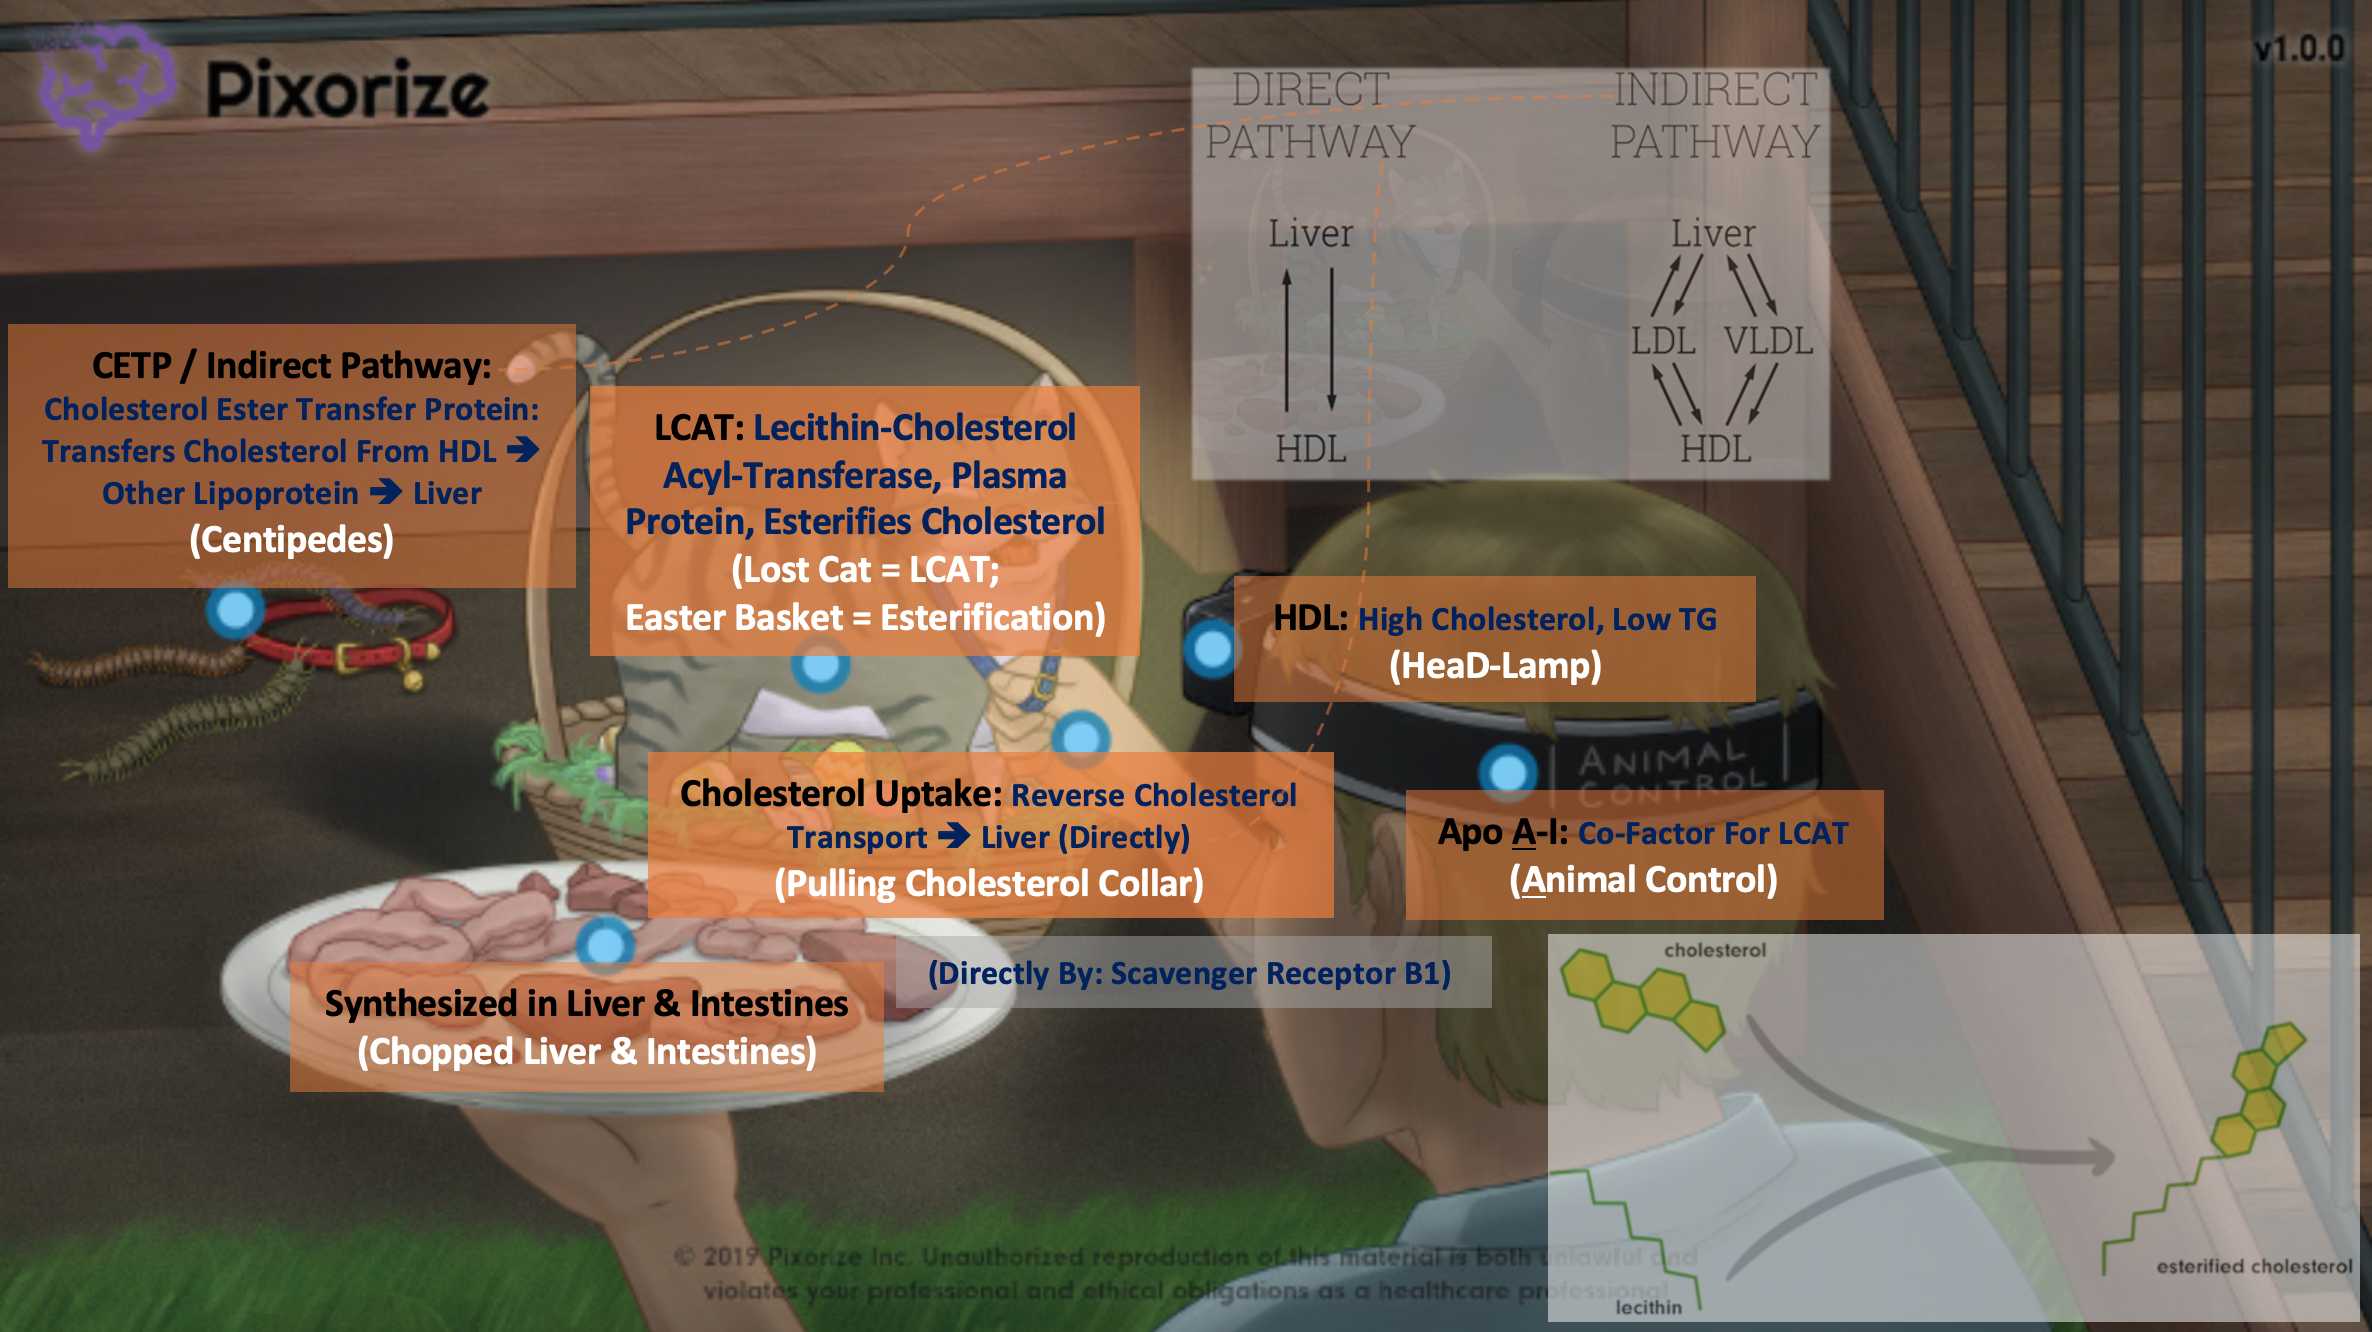 Pixorize
v1.0.0
DIRECT
PATHWAY
INDIRECT
PATHWAY
Liver
HDL
Liver
LDL VLDL
HDL
CETP / Indirect Pathway:
Cholesterol Ester Transfer Protein:
Transfers Cholesterol From HDL ➔
Other Lipoprotein ➔ Liver
(Centipedes)
LCAT: Lecithin-Cholesterol
Acyl-Transferase, Plasma
Protein, Esterifies Cholesterol
(Lost Cat = LCAT;
Easter Basket = Esterification)
HDL: High Cholesterol, Low TG
(HeaD-Lamp)
ANIMAL
CONTROL
Cholesterol Uptake: Reverse Cholesterol
Transport ➔ Liver (Directly)
(Pulling Cholesterol Collar)
Apo A-I: Co-Factor For LCAT
(Animal Control)
(Directly By: Scavenger Receptor B1)
Synthesized in Liver & Intestines
(Chopped Liver & Intestines)
cholesterol
lecithin
esterified cholesterol
© 2019 Pixorize Inc. Unauthorized reproduction of this material is both unlawful and
violates your professional and ethical obligations as a healthcare professional